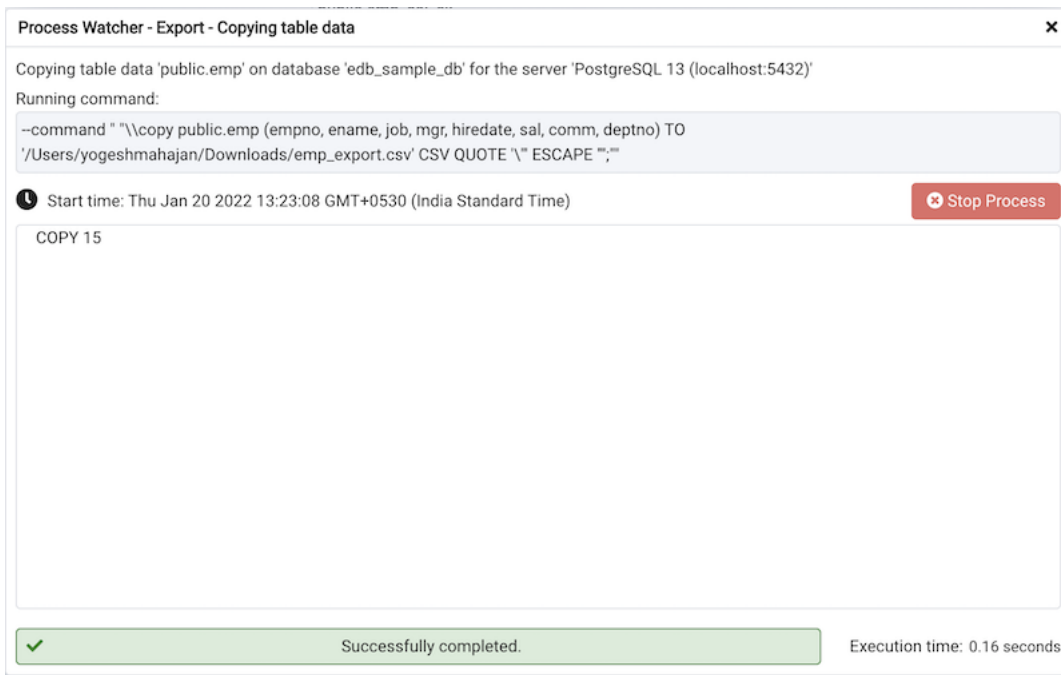 Process Watcher - Export - Copying table data
Copying table data 'public.emp' on database 'edb_sample_db' for the server 'PostgreSQL 13 (localhost:5432)'
Running command:
--command " "\\copy public.emp (empno, ename, job, mgr, hiredate, sal, comm, deptno) TO
'/Users/yogeshmahajan/Downloads/emp_export.csv' CSV QUOTE '\"' ESCAPE '''';""
Start time: Thu Jan 20 2022 13:23:08 GMT+0530 (India Standard Time)
Stop Process
COPY 15
Successfully completed.
Execution time: 0.16 seconds